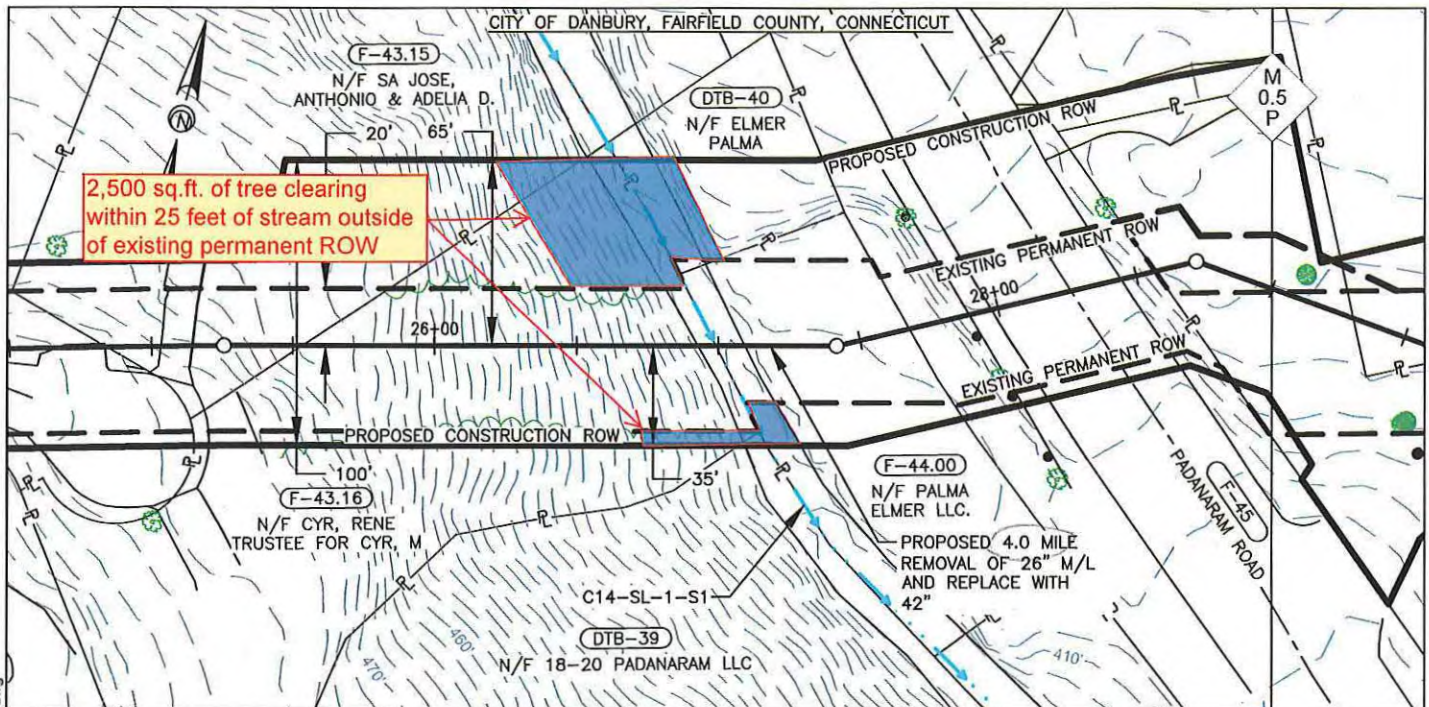 CITY OF DANBURY, FAIRFIELD COUNTY, CONNECTICUT
F-43.15
N/F SA JOSE,
ANTHONIO & ADELIA D.
DTB-40
N/F ELMER
PALMA
M
0.5
P
N
20'
65'
PROPOSED CONSTRUCTION ROW
2,500 sq.ft. of tree clearing
within 25 feet of stream outside
of existing permanent ROW
EXISTING PERMANENT ROW
26+00
28+00
EXISTING PERMANENT ROW
PROPOSED CONSTRUCTION ROW
100'
35'
F-43.16
N/F CYR, RENE
TRUSTEE FOR CYR, M
F-44.00
N/F PALMA
ELMER LLC.
PADANARAM ROAD
F-45
PROPOSED 4.0 MILE
REMOVAL OF 26" M/L
AND REPLACE WITH
42"
C14-SL-1-S1
DTB-39
N/F 18-20 PADANARAM LLC
460'
470'
410'